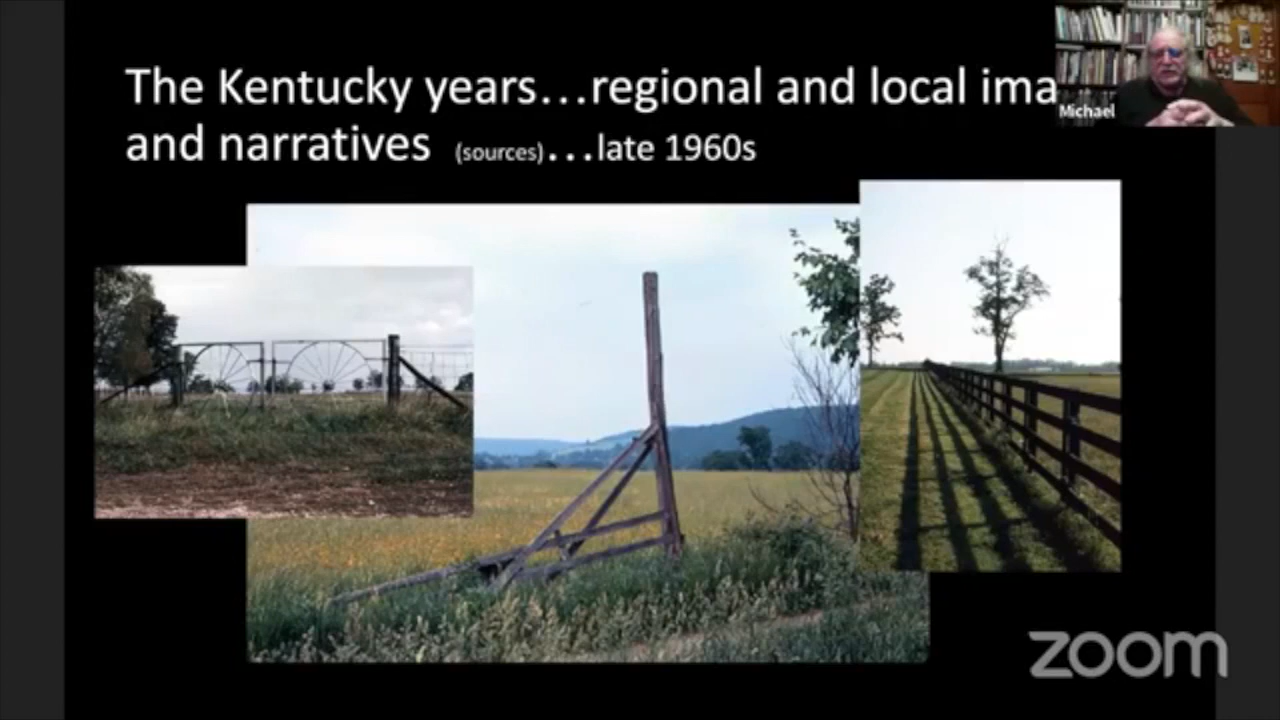 The Kentucky years...regional and local ima
and narratives (sources)...late 1960s
Michael
zoom